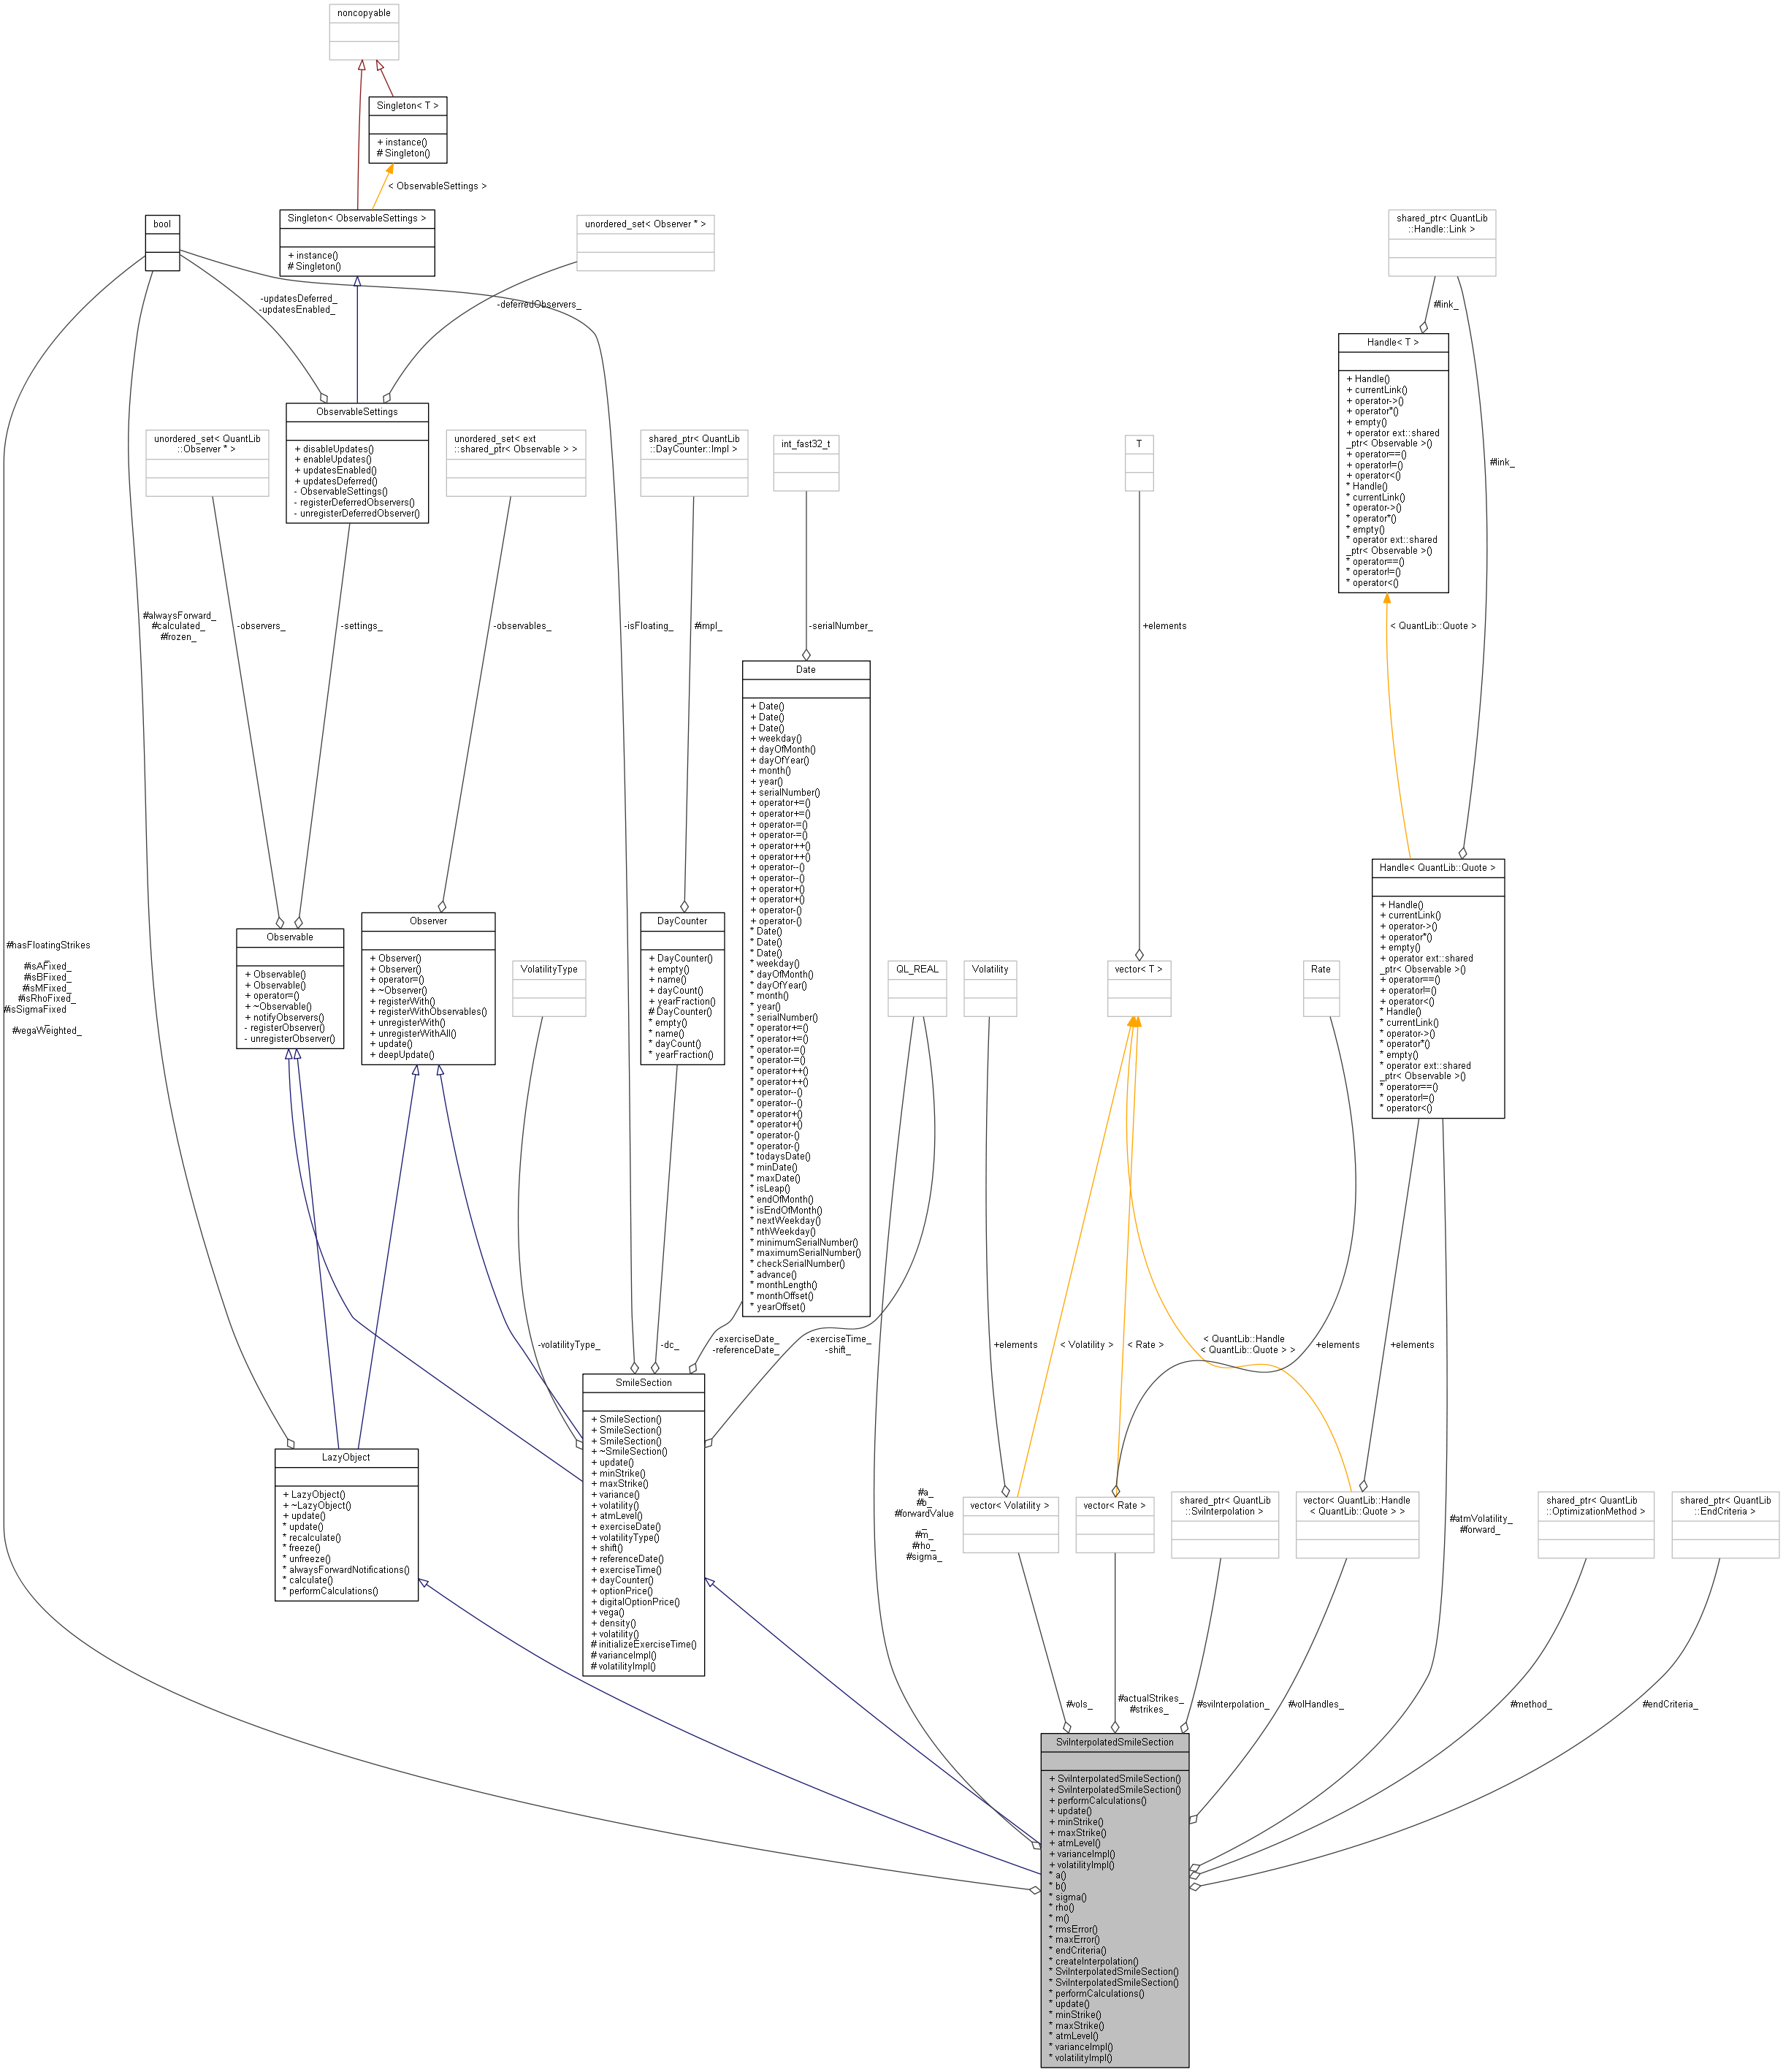 noncopyable
Singleton< T >
+ instance()
# Singleton()
< ObservableSettings >
bool
Singleton< ObservableSettings >
+ instance()
# Singleton()
unordered_set< Observer * >
shared_ptr< QuantLib
::Handle::Link >
-updatesDeferred_
-updatesEnabled_
-deferredObservers_
#link_
Handle< T >
+ Handle()
+ currentLink()
+ operator->()
+ operator*()
+ empty()
+ operator ext::shared
_ptr< Observable >()
+ operator==()
+ operator!=()
+ operator<()
* Handle()
* currentLink()
* operator->()
* operator*()
* empty()
* operator ext::shared
_ptr< Observable >()
* operator==()
* operator!=()
* operator<()
ObservableSettings
+ disableUpdates()
+ enableUpdates()
+ updatesEnabled()
+ updatesDeferred()
- ObservableSettings()
- registerDeferredObservers()
- unregisterDeferredObserver()
unordered_set< QuantLib
::Observer * >
unordered_set< ext
::shared_ptr< Observable > >
shared_ptr< QuantLib
::DayCounter::Impl >
int_fast32_t
T
#link_
#alwaysForward_
#calculated_
#frozen_
-observers_
-settings_
-observables_
-isFloating_
#impl_
-serialNumber_
+elements
< QuantLib::Quote >
Date
+ Date()
+ Date()
+ Date()
+ weekday()
+ dayOfMonth()
+ dayOfYear()
+ month()
+ year()
+ serialNumber()
+ operator+=()
+ operator+=()
+ operator-=()
+ operator-=()
+ operator++()
+ operator++()
+ operator--()
+ operator--()
+ operator+()
+ operator+()
+ operator-()
+ operator-()
* Date()
* Date()
* Date()
* weekday()
* dayOfMonth()
* dayOfYear()
* month()
* year()
* serialNumber()
* operator+=()
* operator+=()
* operator-=()
* operator-=()
* operator++()
* operator++()
* operator--()
* operator--()
* operator+()
* operator+()
* operator-()
* operator-()
* todaysDate()
* minDate()
* maxDate()
* isLeap()
* endOfMonth()
* isEndOfMonth()
* nextWeekday()
* nthWeekday()
* minimumSerialNumber()
* maximumSerialNumber()
* checkSerialNumber()
* advance()
* monthLength()
* monthOffset()
* yearOffset()
Handle< QuantLib::Quote >
+ Handle()
+ currentLink()
+ operator->()
+ operator*()
+ empty()
+ operator ext::shared
_ptr< Observable >()
+ operator==()
+ operator!=()
+ operator<()
* Handle()
* currentLink()
* operator->()
* operator*()
* empty()
* operator ext::shared
_ptr< Observable >()
* operator==()
* operator!=()
* operator<()
#hasFloatingStrikes
_
#isAFixed_
#isBFixed_
#isMFixed_
#isRhoFixed_
#isSigmaFixed
_
#vegaWeighted_
Observable
+ Observable()
+ Observable()
+ operator=()
+ ~Observable()
+ notifyObservers()
- registerObserver()
- unregisterObserver()
Observer
+ Observer()
+ Observer()
+ operator=()
+ ~Observer()
+ registerWith()
+ registerWithObservables()
+ unregisterWith()
+ unregisterWithAll()
+ update()
+ deepUpdate()
VolatilityType
DayCounter
+ DayCounter()
+ empty()
+ name()
+ dayCount()
+ yearFraction()
# DayCounter()
* empty()
* name()
* dayCount()
* yearFraction()
QL_REAL
Volatility
vector< T >
Rate
-volatilityType_
-dc_
-exerciseDate_
-referenceDate_
-exerciseTime_
-shift_
+elements
< Volatility >
< Rate >
< QuantLib::Handle
< QuantLib::Quote > >
+elements
+elements
SmileSection
+ SmileSection()
+ SmileSection()
+ SmileSection()
+ ~SmileSection()
+ update()
+ minStrike()
+ maxStrike()
+ variance()
+ volatility()
+ atmLevel()
+ exerciseDate()
+ volatilityType()
+ shift()
+ referenceDate()
+ exerciseTime()
+ dayCounter()
+ optionPrice()
+ digitalOptionPrice()
+ vega()
+ density()
+ volatility()
# initializeExerciseTime()
# varianceImpl()
# volatilityImpl()
LazyObject
+ LazyObject()
+ ~LazyObject()
+ update()
* update()
* recalculate()
* freeze()
* unfreeze()
* alwaysForwardNotifications()
* calculate()
* performCalculations()
#a_
#b_
#forwardValue
_
#m_
#rho_
#sigma_
vector< Volatility >
vector< Rate >
shared_ptr< QuantLib
::SviInterpolation >
vector< QuantLib::Handle
< QuantLib::Quote > >
#atmVolatility_
#forward_
shared_ptr< QuantLib
::OptimizationMethod >
shared_ptr< QuantLib
::EndCriteria >
#vols_
#actualStrikes_
#strikes_
#sviInterpolation_
#volHandles_
#method_
#endCriteria_
SviInterpolatedSmileSection
+ SviInterpolatedSmileSection()
+ SviInterpolatedSmileSection()
+ performCalculations()
+ update()
+ minStrike()
+ maxStrike()
+ atmLevel()
+ varianceImpl()
+ volatilityImpl()
* a()
* b()
* sigma()
* rho()
* m()
* rmsError()
* maxError()
* endCriteria()
* createInterpolation()
* SviInterpolatedSmileSection()
* SviInterpolatedSmileSection()
* performCalculations()
* update()
* minStrike()
* maxStrike()
* atmLevel()
* varianceImpl()
* volatilityImpl()